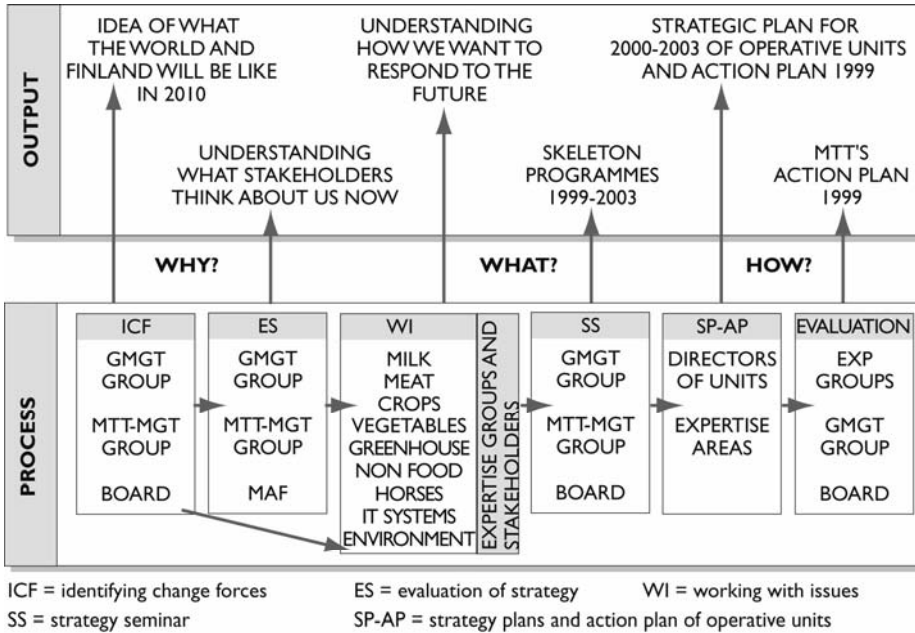 OUTPUT
IDEA OF WHAT
THE WORLD AND
FINLAND WILL BE LIKE
IN 2010
UNDERSTANDING
WHAT STAKEHOLDERS
THINK ABOUT US NOW
UNDERSTANDING
HOW WE WANT TO
RESPOND TO THE
FUTURE
SKELETON
PROGRAMMES
1999-2003
STRATEGIC PLAN FOR
2000-2003 OF OPERATIVE UNITS
AND ACTION PLAN 1999
MTT'S
ACTION PLAN
1999
WHY?
WHAT?
HOW?
PROCESS
ICF
GMGT
GROUP
MTT-MGT
GROUP
BOARD
ES
GMGT
GROUP
MTT-MGT
GROUP
MAF
WI
MILK
MEAT
CROPS
VEGETABLES
GREENHOUSE
NON FOOD
HORSES
IT SYSTEMS
ENVIRONMENT
EXPERTISE GROUPS AND
STAKEHOLDERS
SS
GMGT
GROUP
MTT-MGT
GROUP
BOARD
SP-AP
DIRECTORS
OF UNITS
EXPERTISE
AREAS
EVALUATION
EXP
GROUPS
GMGT
GROUP
BOARD
ICF = identifying change forces
ES = evaluation of strategy
WI = working with issues
SS = strategy seminar
SP-AP = strategy plans and action plan of operative units